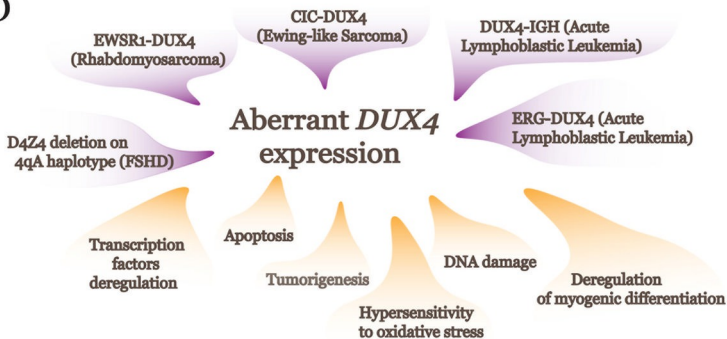 EWSR1-DUX4
(Rhabdomyosarcoma)
CIC-DUX4
(Ewing-like Sarcoma)
DUX4-IGH (Acute
Lymphoblastic Leukemia)
D4Z4 deletion on
4qA haplotype (FSHD)
Aberrant DUX4
expression
ERG-DUX4 (Acute
Lymphoblastic Leukemia)
Transcription
factors
deregulation
Apoptosis
Tumorigenesis
Hypersensitivity
to oxidative stress
DNA damage
Deregulation
of myogenic differentiation